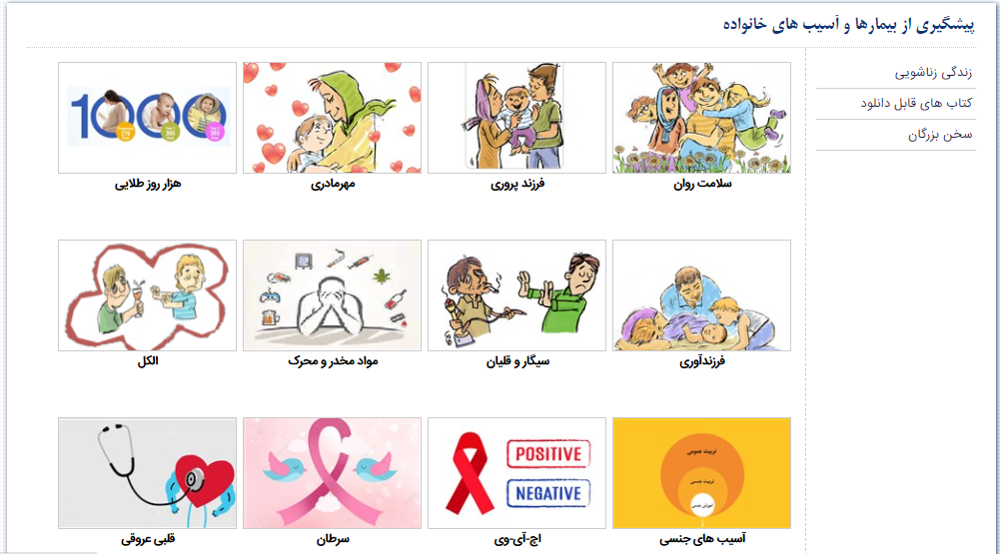 پیشگیری از بیمارها و آسیب های خانواده
زندگی زناشویی
کتاب های قابل دانلود
سخن بزرگان
سلامت روان
فرزند پروری
مهرمادری
1000
هزار روز طلایی
فرزندآوری
سیگار و قلیان
مواد مخدر و محرک
الکل
تربیت عمومی
تربیت جنسی
آموزش جنسی
آسیب های جنسی
POSITIVE
NEGATIVE
اچ-آی-وی
سرطان
قلبی عروقی